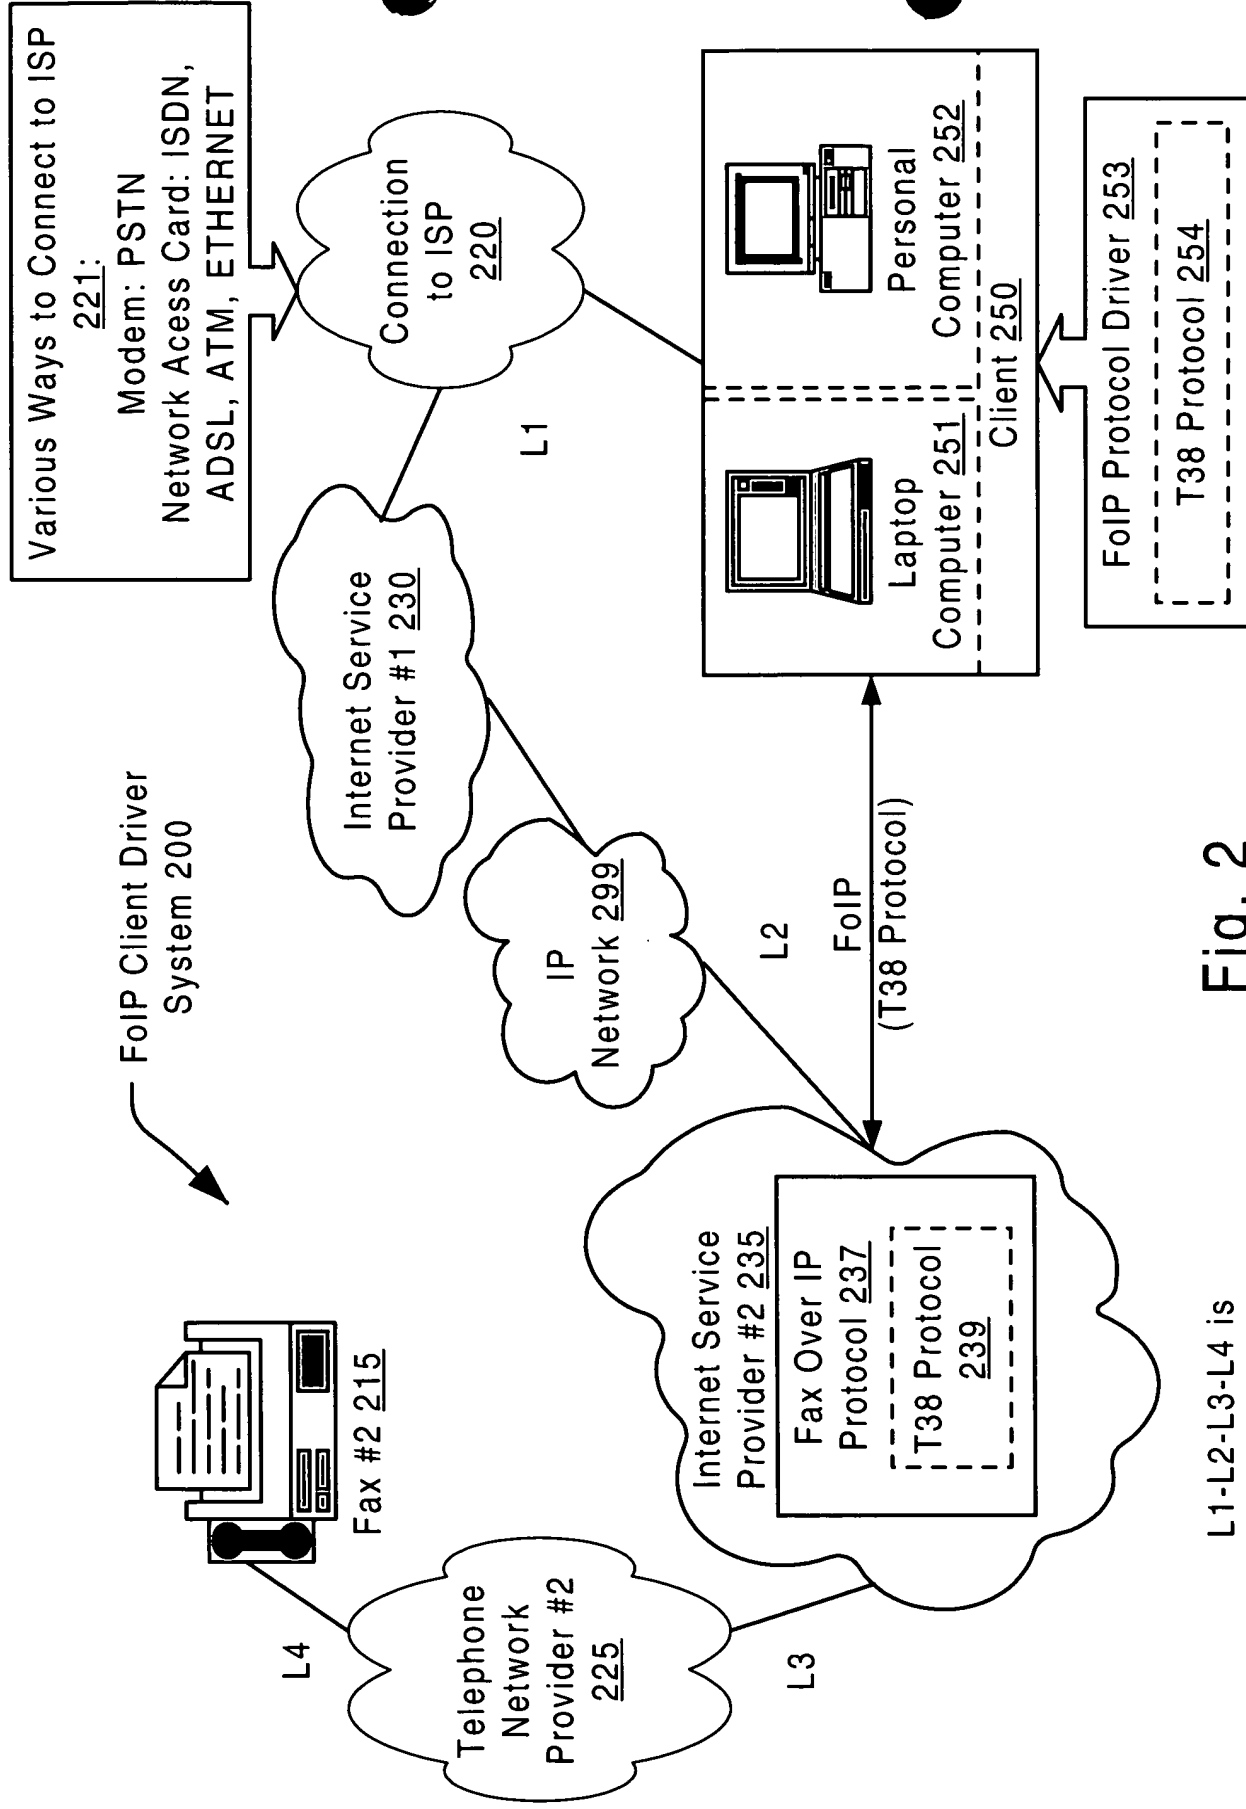 FoIP Client Driver
System 200
Various Ways to Connect to ISP
221:
Modem: PSTN
Network Acess Card: ISDN,
ADSL, ATM, ETHERNET
Fax #2 215
L4
Telephone
Network
Provider #2
225
L3
Internet Service
Provider #1 230
Connection
to ISP
220
L1
IP
Network 299
L2
Internet Service
Provider #2 235
Fax Over IP
Protocol 237
T38 Protocol
239
FoIP
(T38 Protocol)
Laptop
Computer 251
Personal
Computer 252
Client 250
FoIP Protocol Driver 253
T38 Protocol 254
L1-L2-L3-L4 is
Fig. 2